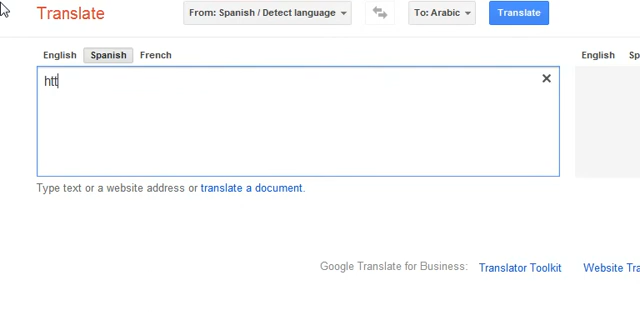 Translate From: Spanish / Detect language To: Arabic Translate
English Spanish French English
htt
Type text or a website address or translate a document.
Google Translate for Business: Translator Toolkit Website